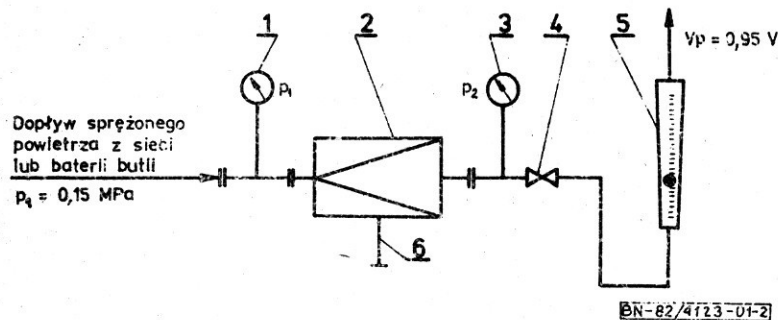 1
2
3
4
5
Vp = 0,95 V
p₁
p₂
Dopływ sprężonego
powietrza z sieci
lub baterii butli
p₁ = 0,15 MPa
6
BN-82/4123-01-2